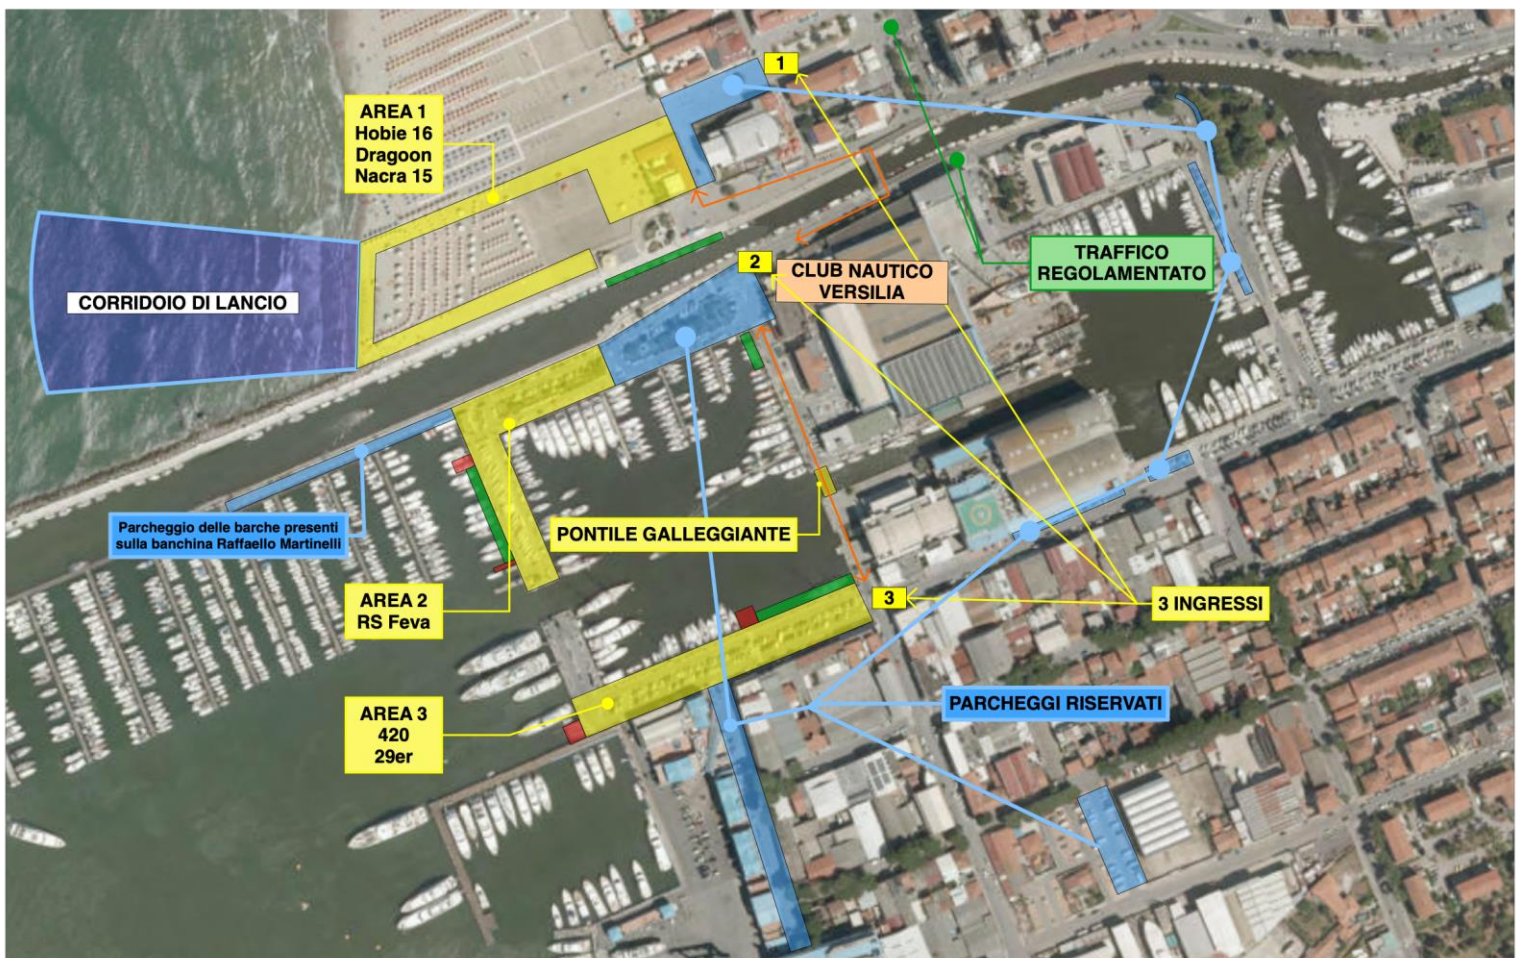 1
AREA 1
Hobie 16
Dragoon
Nacra 15
2
CLUB NAUTICO
VERSILIA
TRAFFICO
REGOLAMENTATO
CORRIDOIO DI LANCIO
Parcheggio delle barche presenti
sulla banchina Raffaello Martinelli
PONTILE GALLEGGIANTE
AREA 2
RS Feva
3
3 INGRESSI
PARCHEGGI RISERVATI
AREA 3
420
29er